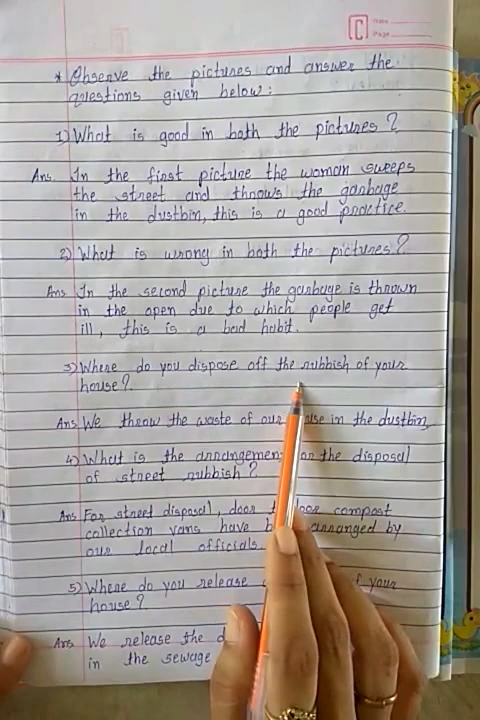 C
Date
Page
* Observe the pictures and answer the
questions given below:
1) What is good in both the pictures?
Ans. In the first picture the woman sweeps
the street and throws the garbage
in the dustbin, this is a good practice.
2) What is wrong in both the pictures?
Ans In the second picture the garbage is thrown
in the open due to which people get
ill, this is a bad habit.
3) Where do you dispose off the rubbish of your
house?
Ans We throw the waste of our in the dustbin,
4) What is the the disposal
of street rubbish?
Ans For street disposal, door compost
collection vans have arranged by
our local officials
5) Where do you release your
house?
Ans We release the
in the sewage